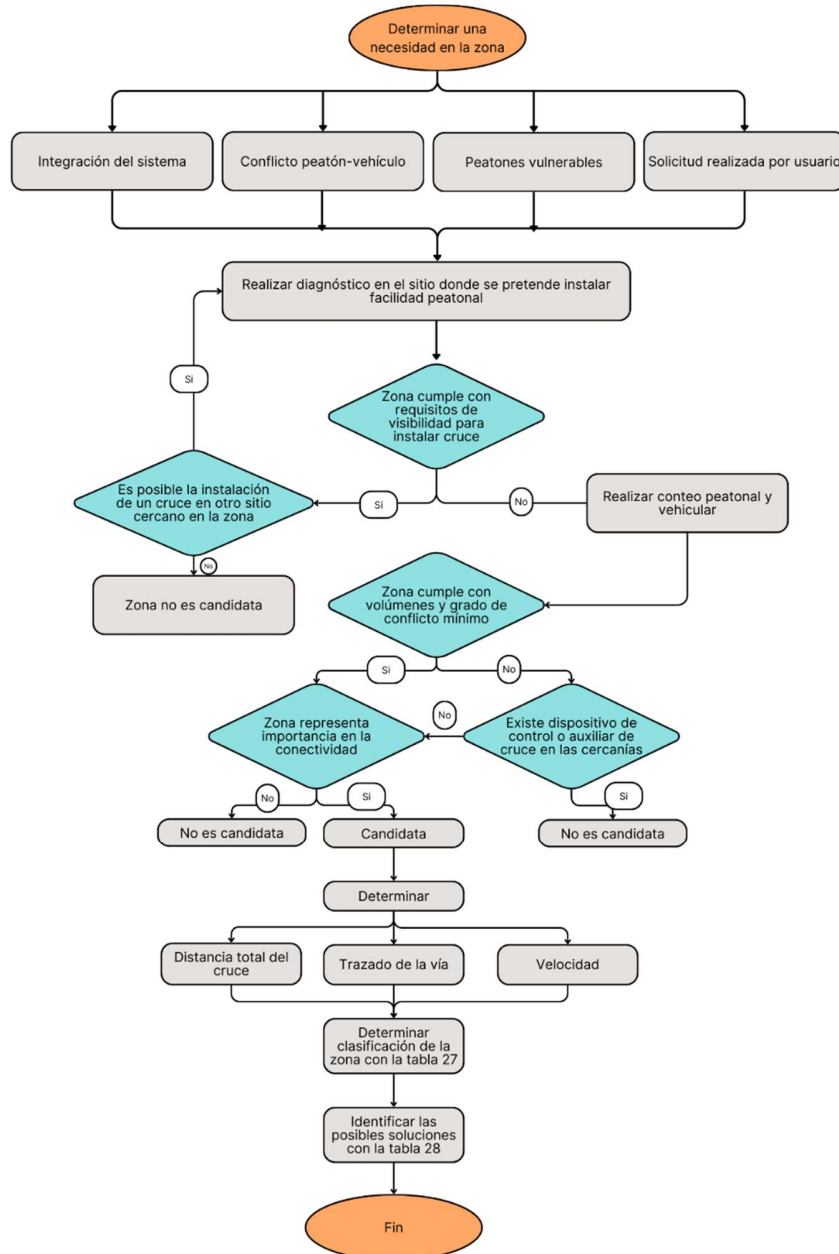 Determinar una
necesidad en la zona
Integración del sistema
Conflicto peatón-vehículo
Peatones vulnerables
Solicitud realizada por usuario
Realizar diagnóstico en el sitio donde se pretende instalar
facilidad peatonal
Si
Zona cumple con
requisitos de
visibilidad para
instalar cruce
Es posible la instalación
de un cruce en otro sitio
cercano en la zona
Si
No
Realizar conteo peatonal y
vehicular
No
Zona no es candidata
Zona cumple con
volúmenes y grado de
conflicto mínimo
Si
No
Zona representa
importancia en la
conectividad
No
Existe dispositivo de
control o auxiliar de
cruce en las cercanías
No
Si
Si
No es candidata
Candidata
No es candidata
Determinar
Distancia total del
cruce
Trazado de la vía
Velocidad
Determinar
clasificación de la
zona con la tabla 27
Identificar las
posibles soluciones
con la tabla 28
Fin